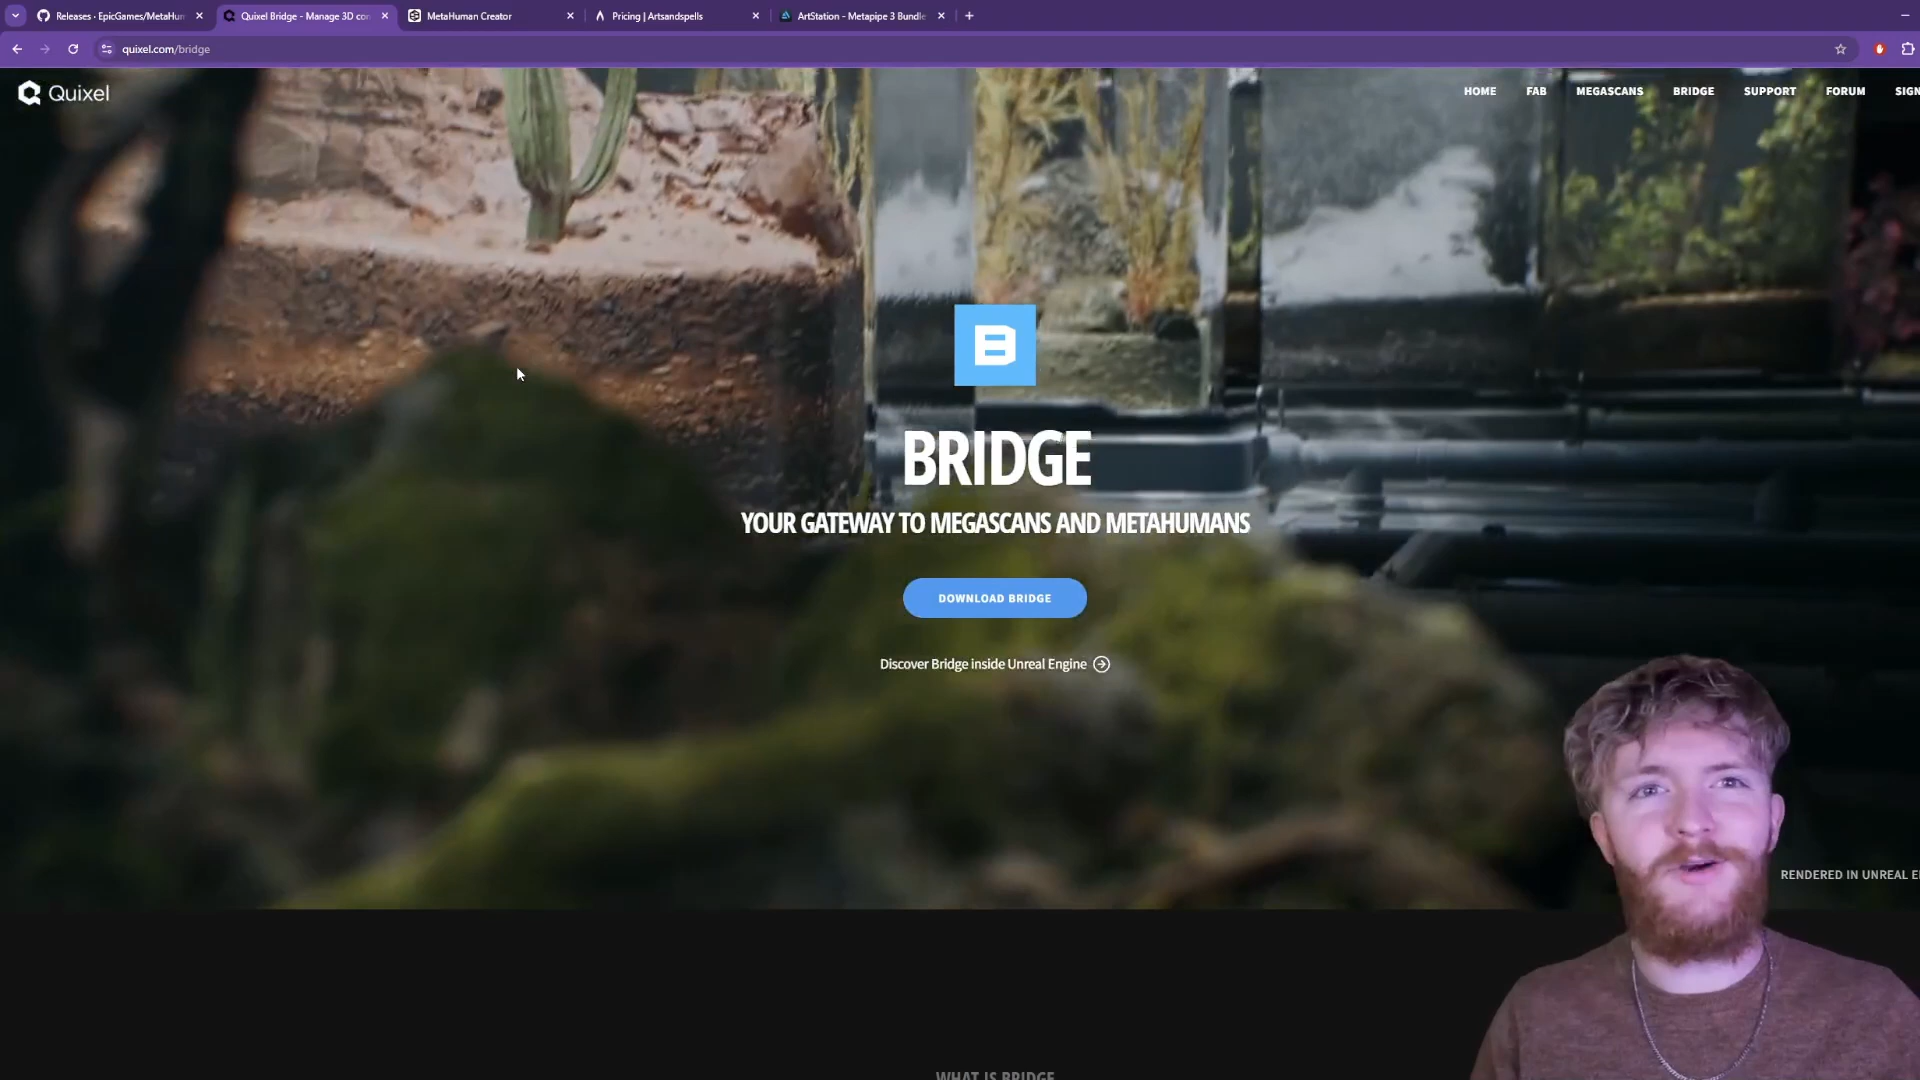 Releases · EpicGames/MetaHum
Quixel Bridge - Manage 3D con
MetaHuman Creator
Pricing | Artsandspells
ArtStation - Metapipe 3 Bundle
quixel.com/bridge
Quixel
HOME
FAB
MEGASCANS
BRIDGE
SUPPORT
FORUM
SIGN
B
BRIDGE
YOUR GATEWAY TO MEGASCANS AND METAHUMANS
DOWNLOAD BRIDGE
Discover Bridge inside Unreal Engine
RENDERED IN UNREAL E
WHAT IS BRIDGE